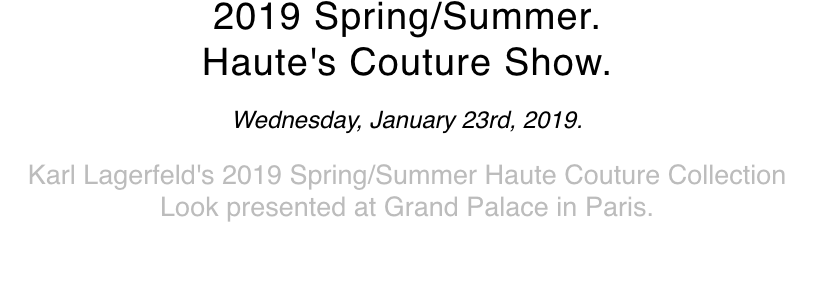 2019 Spring/Summer.
Haute's Couture Show.
Wednesday, January 23rd, 2019.
Karl Lagerfeld's 2019 Spring/Summer Haute Couture Collection
Look presented at Grand Palace in Paris.